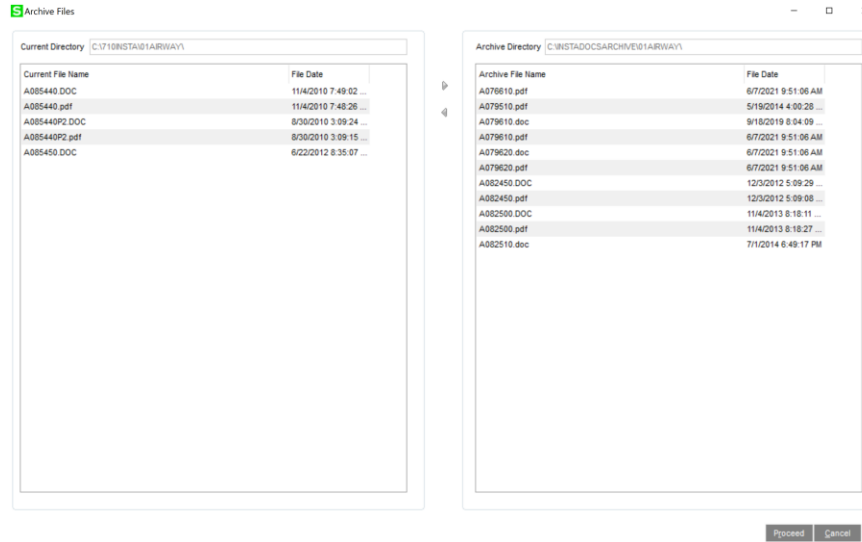 S Archive Files
Current Directory C:\710INSTA\01AIRWAY\
Current File Name File Date
A085440.DOC 11/4/2010 7:49:02 ...
A085440.pdf 11/4/2010 7:48:26 ...
A085440P2.DOC 8/30/2010 3:09:24 ...
A085440P2.pdf 8/30/2010 3:09:15 ...
A085450.DOC 6/22/2012 8:35:07 ...
Archive Directory C:\INSTADOCSARCHIVE\01AIRWAY\
Archive File Name File Date
A076610.pdf 6/7/2021 9:51:06 AM
A079510.pdf 5/19/2014 4:00:28 ...
A079610.doc 9/18/2019 8:04:09 ...
A079610.pdf 6/7/2021 9:51:06 AM
A079620.doc 6/7/2021 9:51:06 AM
A079620.pdf 6/7/2021 9:51:06 AM
A082450.DOC 12/3/2012 5:09:29 ...
A082450.pdf 12/3/2012 5:09:08 ...
A082500.DOC 11/4/2013 8:18:11 ...
A082500.pdf 11/4/2013 8:18:27 ...
A082510.doc 7/1/2014 6:49:17 PM
Proceed Cancel